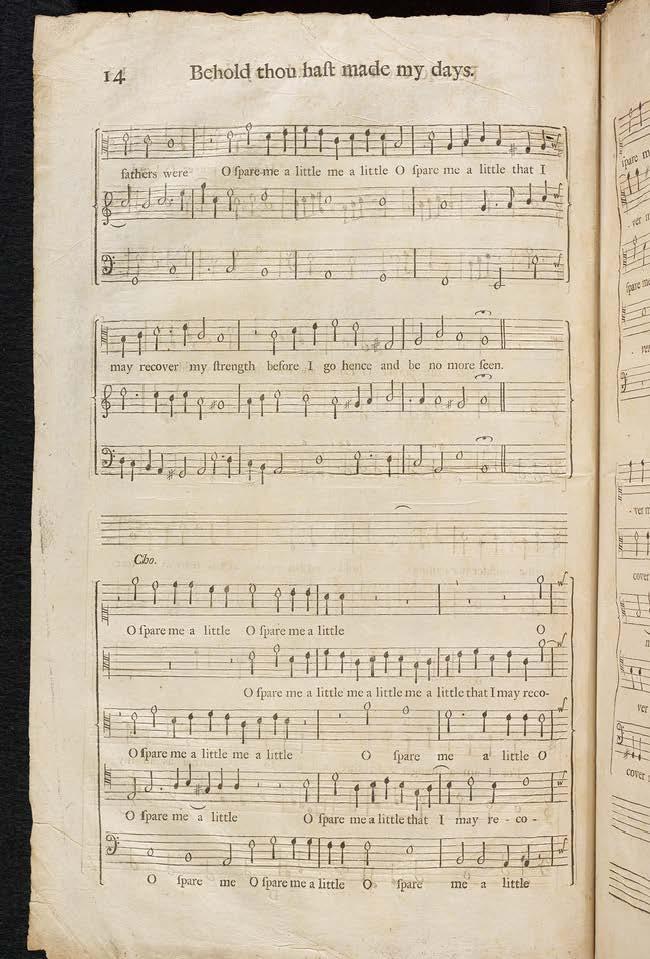 14 Behold thou haſt made my days.
fathers were O ſpare me a little me a little O ſpare me a little that I
may recover my ſtrength before I go hence and be no more ſeen.
Cho.
O ſpare me a little O ſpare me a little O
O ſpare me a little me a little me a little that I may reco-
O ſpare me a little me a little O ſpare me a little O
O ſpare me a little O ſpare me a little that I may re - co -
O ſpare me O ſpare me a little O ſpare me a little
ſpare m
- ver m
ſpare me
ver
- ver m
cover
ver
cover